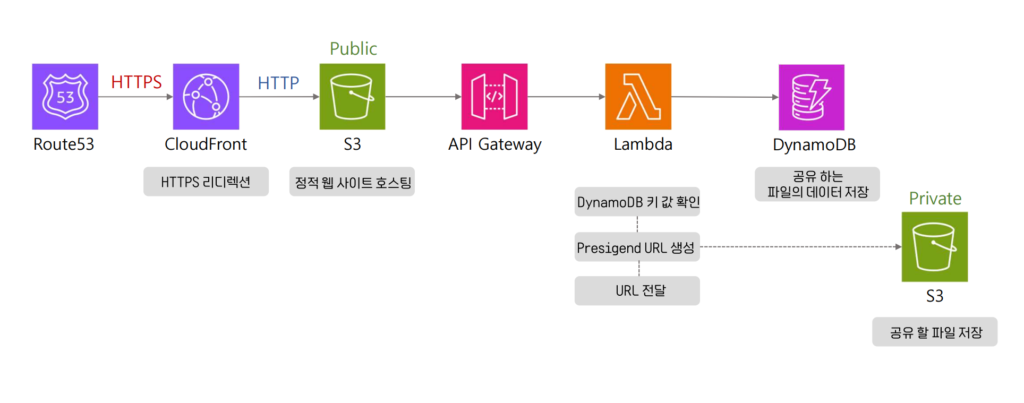 Public
HTTPS
HTTP
53
</>
Route53
CloudFront
S3
API Gateway
Lambda
DynamoDB
HTTPS 리디렉션
정적 웹 사이트 호스팅
공유 하는
파일의 데이터 저장
DynamoDB 키 값 확인
Private
Presigend URL 생성
URL 전달
S3
공유 할 파일 저장